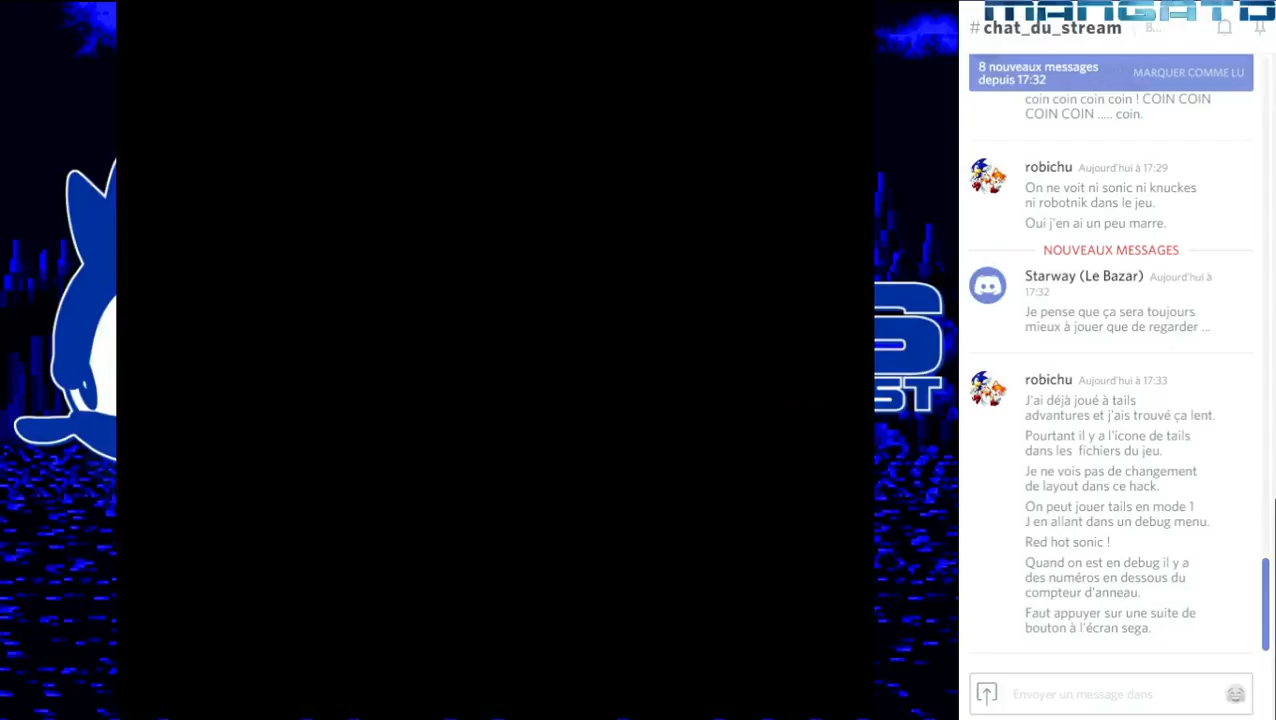 MANGATD
# chat_du_stream
8...
8 nouveaux messages
depuis 17:32
MARQUER COMME LU
coin coin coin coin ! COIN COIN
COIN COIN ..... coin.
robichu Aujourd'hui à 17:29
On ne voit ni sonic ni knuckes
ni robotnik dans le jeu.
Oui j'en ai un peu marre.
NOUVEAUX MESSAGES
Starway (Le Bazar) Aujourd'hui à
17:32
Je pense que ça sera toujours
mieux à jouer que de regarder ...
robichu Aujourd'hui à 17:33
J'ai déjà joué à tails
advantures et j'ais trouvé ça lent.
Pourtant il y a l'icone de tails
dans les fichiers du jeu.
Je ne vois pas de changement
de layout dans ce hack.
On peut jouer tails en mode 1
J en allant dans un debug menu.
Red hot sonic !
Quand on est en debug il y a
des numéros en dessous du
compteur d'anneau.
Faut appuyer sur une suite de
bouton à l'écran sega.
Envoyer un message dans